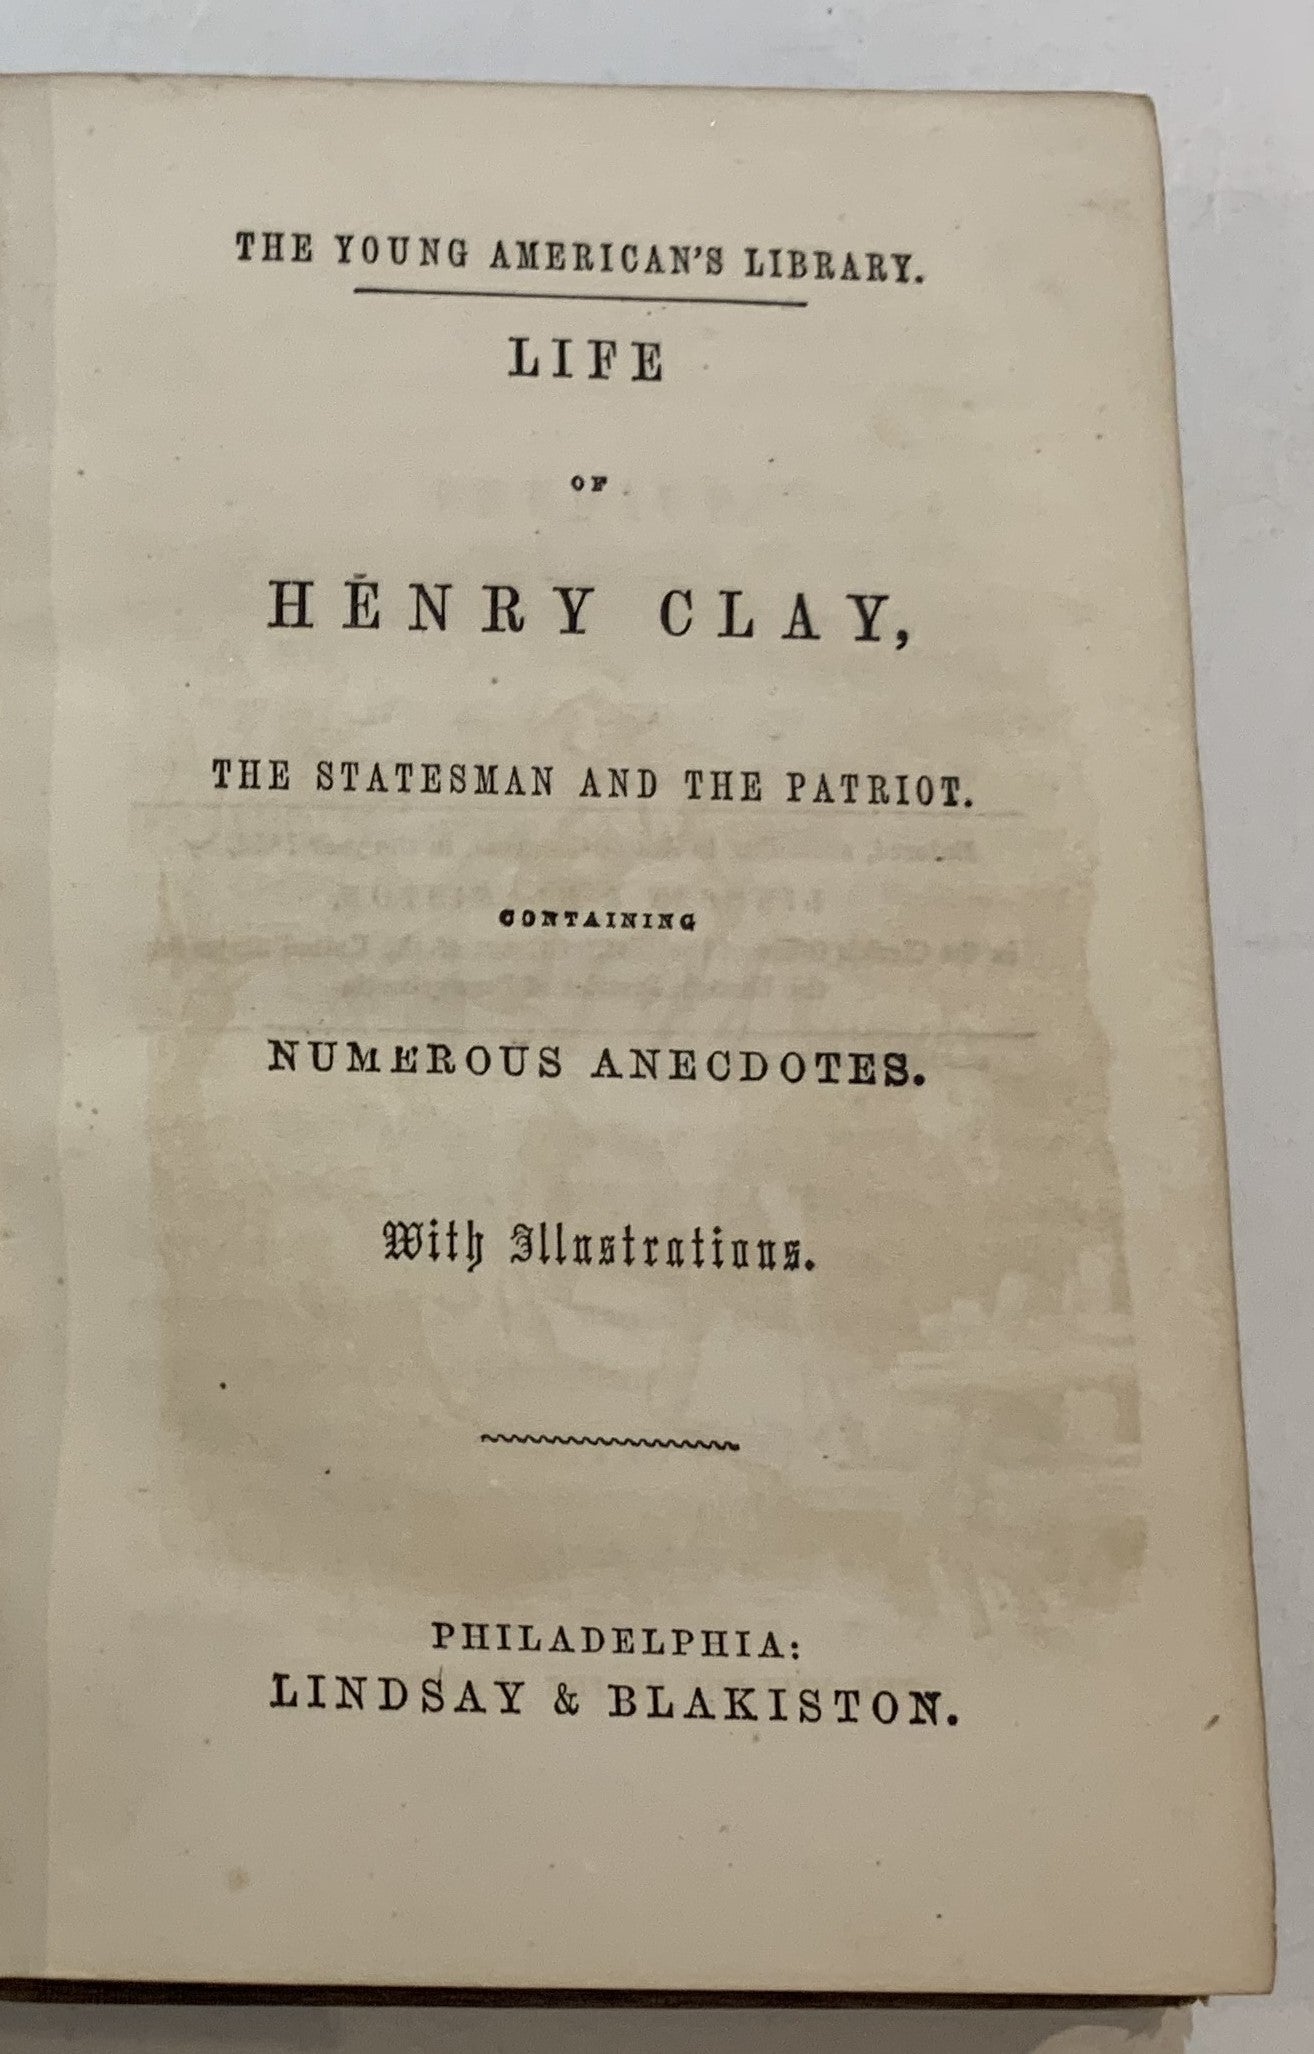 THE YOUNG AMERICAN'S LIBRARY.
LIFE
OF
HENRY CLAY,
THE STATESMAN AND THE PATRIOT.
CONTAINING
NUMEROUS ANECDOTES.
With Illustrations.
PHILADELPHIA:
LINDSAY & BLAKISTON.